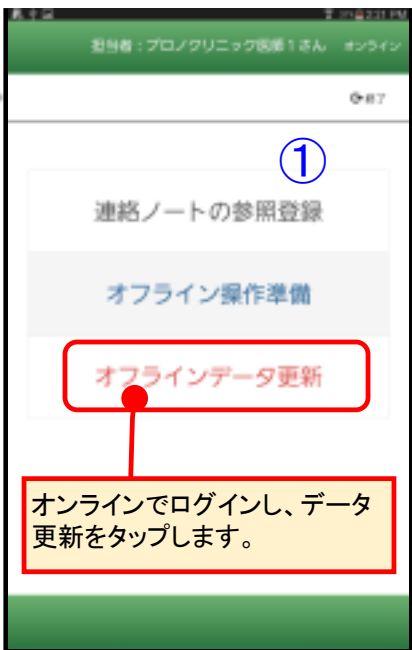 2:21 PM
担当者：プロノクリニック医師１さん オンライン
終了
①
連絡ノートの参照登録
オフライン操作準備
オフラインデータ更新
オンラインでログインし、データ
更新をタップします。